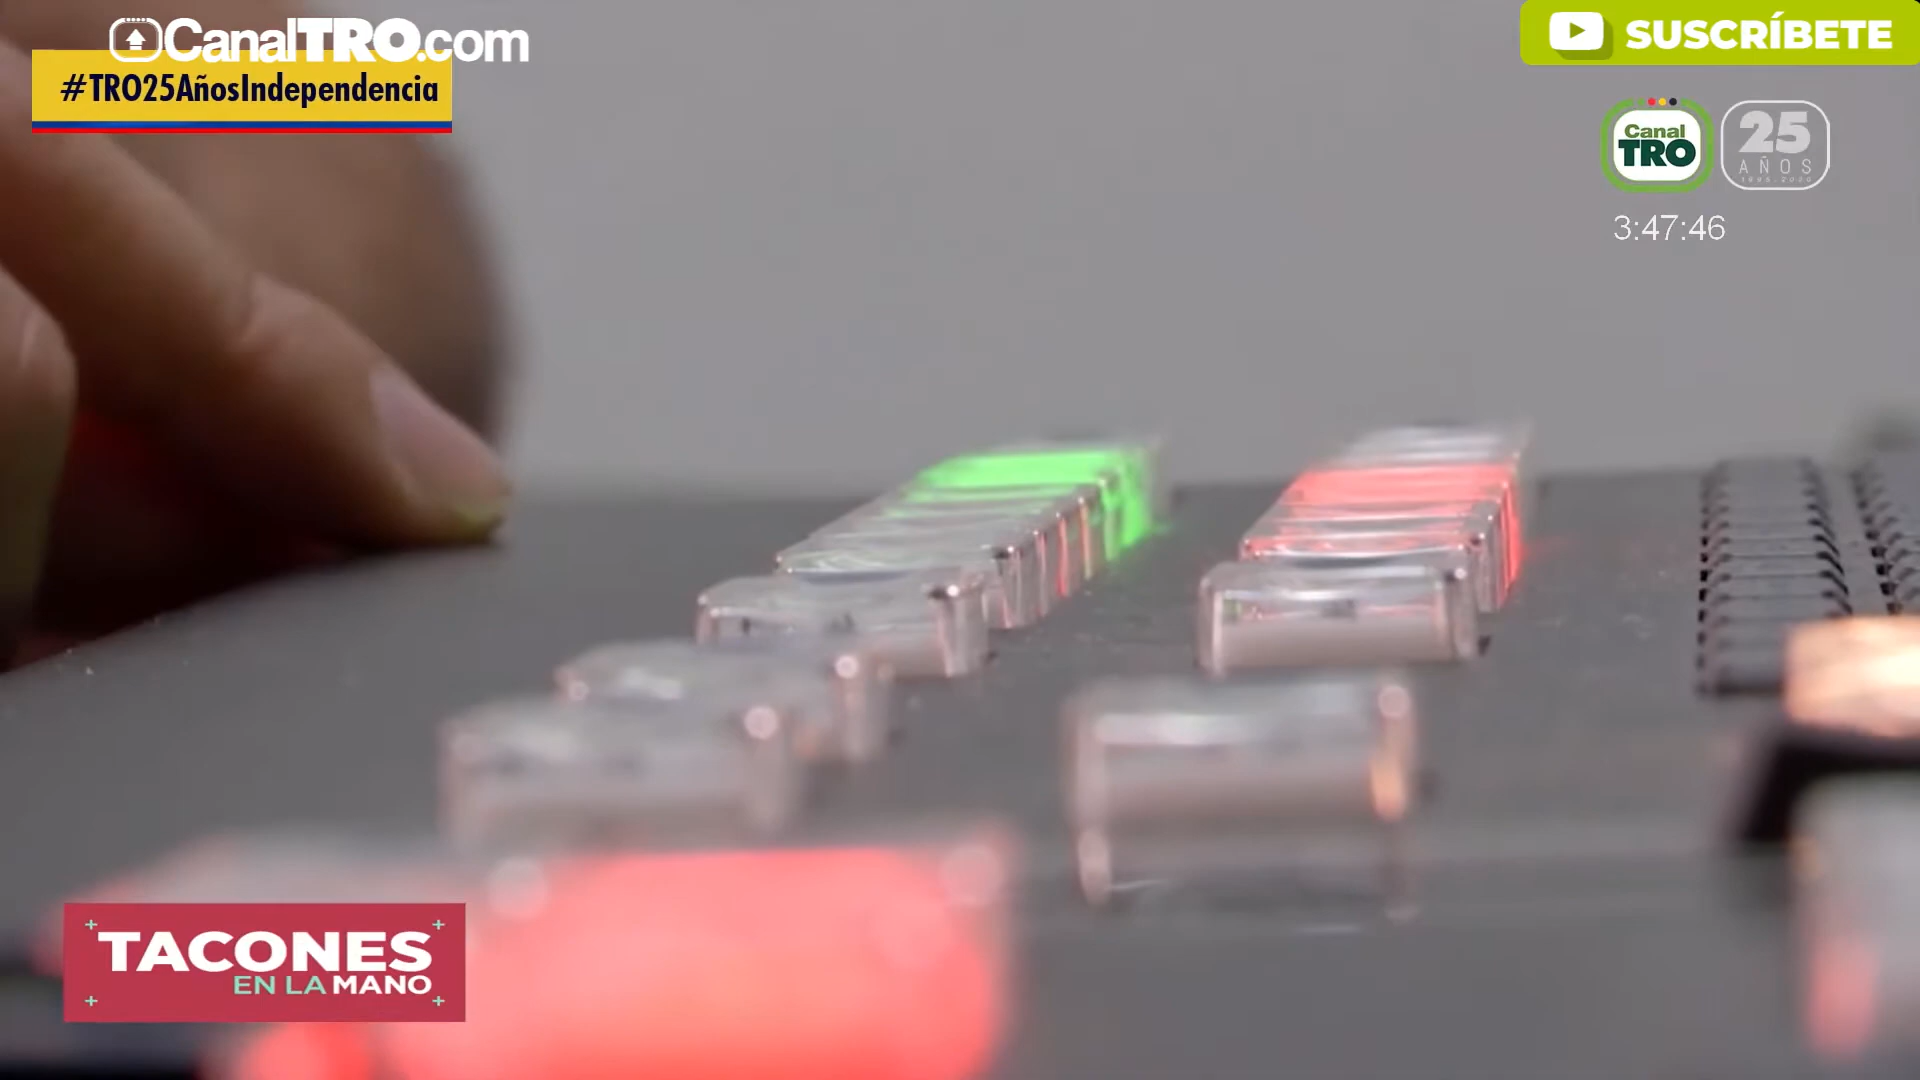 CanalTRO.com
#TRO25AñosIndependencia
SUSCRÍBETE
Canal
TRO
25
AÑOS
3:47:46
TACONES
EN LA MANO